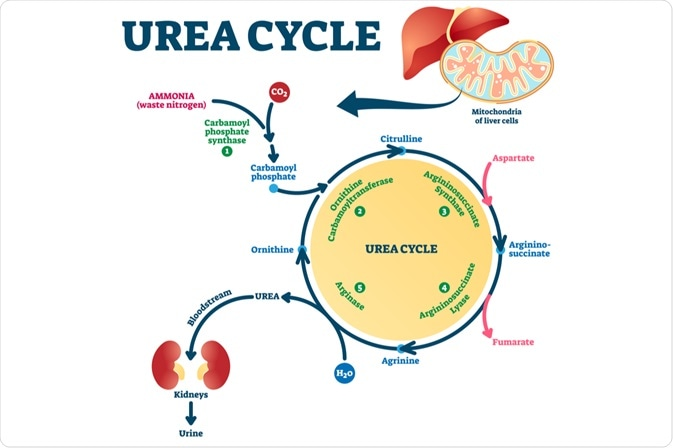 UREA CYCLE
Mitochondria
of liver cells
AMMONIA
(waste nitrogen)
CO2
Carbamoyl
phosphate
synthase
1
Carbamoyl
phosphate
Citrulline
Aspartate
Ornithine
Carbamoyltransferase
2
Argininosuccinate
Synthase
3
UREA CYCLE
Ornithine
Arginino-
succinate
5
Arginase
4
Argininosuccinate
Lyase
Bloodstream
UREA
Fumarate
Agrinine
H2O
Kidneys
Urine